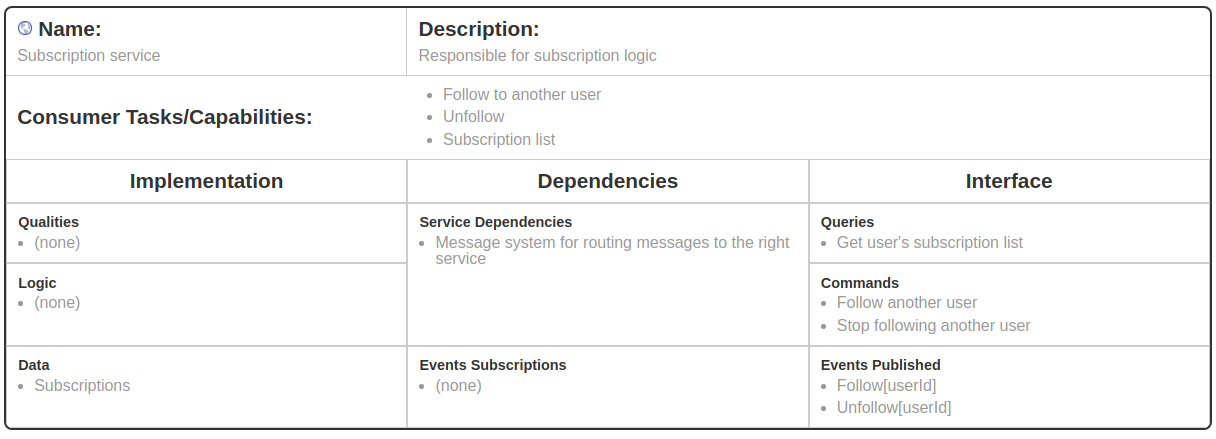 Name:
Subscription service
Description:
Responsible for subscription logic
Consumer Tasks/Capabilities:
Follow to another user
Unfollow
Subscription list
Implementation
Dependencies
Interface
Qualities
(none)
Service Dependencies
Message system for routing messages to the right
service
Queries
Get user's subscription list
Logic
(none)
Commands
Follow another user
Stop following another user
Data
Subscriptions
Events Subscriptions
(none)
Events Published
Follow[userId]
Unfollow[userId]